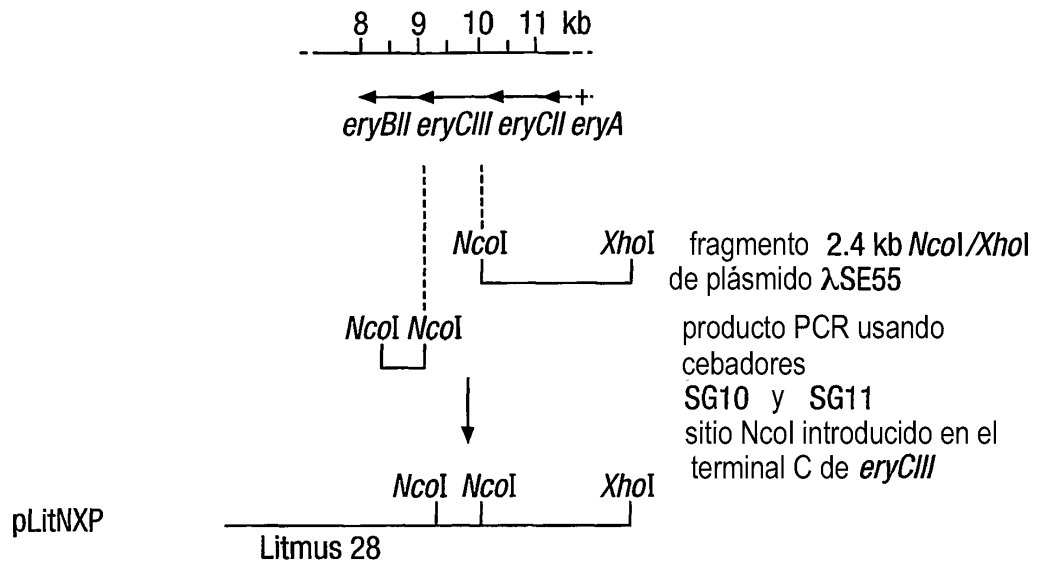 8 9 10 11 kb
eryBII eryCIII eryCII eryA
NcoI XhoI fragmento 2.4 kb NcoI/XhoI
de plásmido λSE55
NcoI NcoI producto PCR usando
cebadores
SG10 y SG11
sitio NcoI introducido en el
terminal C de eryCIII
NcoI NcoI XhoI
pLitNXP
Litmus 28